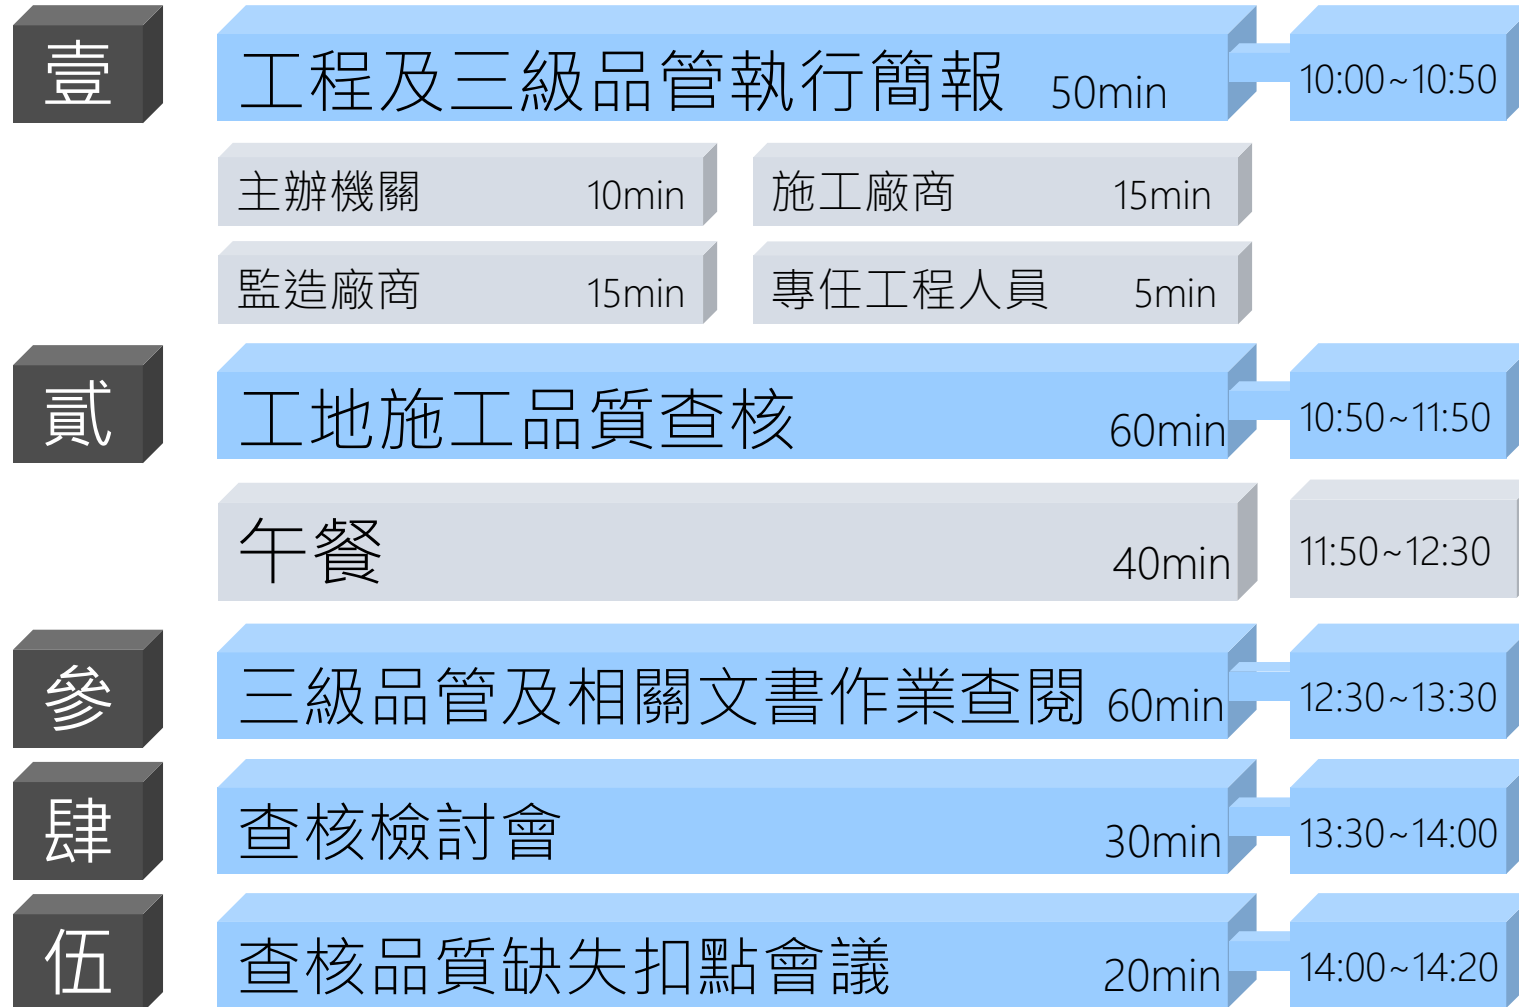 壹 工程及三級品管執行簡報 50min 10:00~10:50
主辦機關 10min 施工廠商 15min
監造廠商 15min 專任工程人員 5min
貳 工地施工品質查核 60min 10:50~11:50
午餐 40min 11:50~12:30
參 三級品管及相關文書作業查閱 60min 12:30~13:30
肆 查核檢討會 30min 13:30~14:00
伍 查核品質缺失扣點會議 20min 14:00~14:20